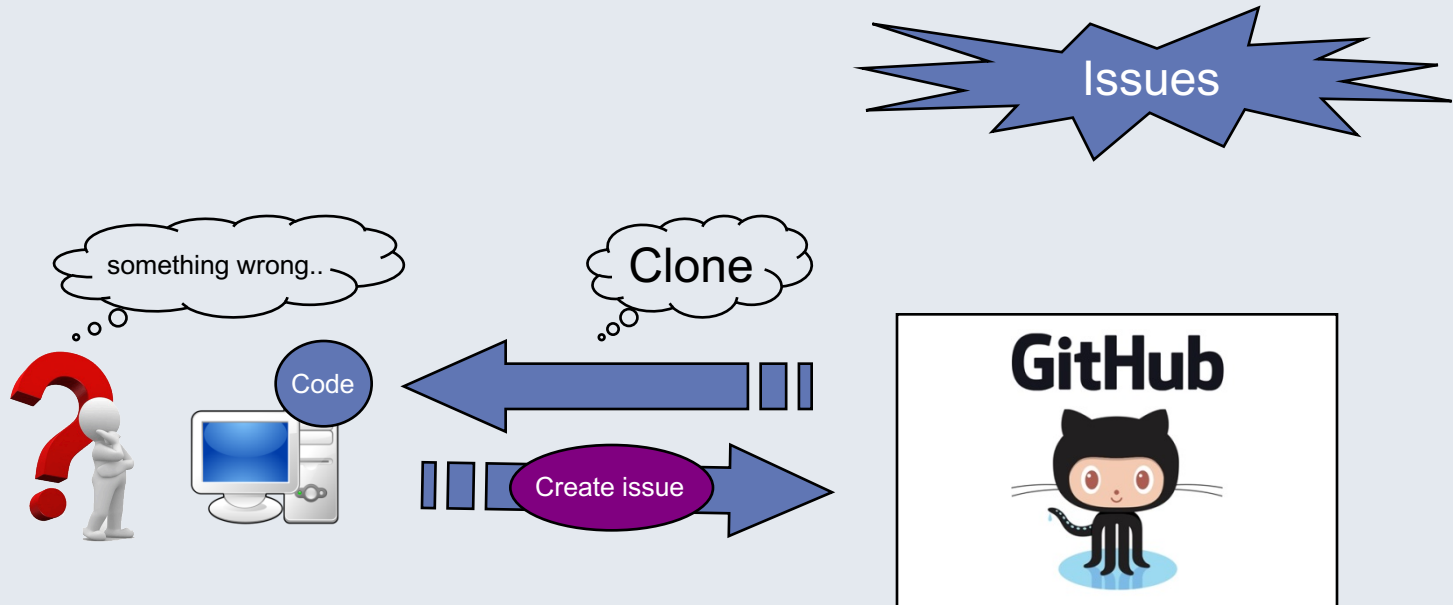 Issues
something wrong..
Clone
GitHub
Code
Create issue